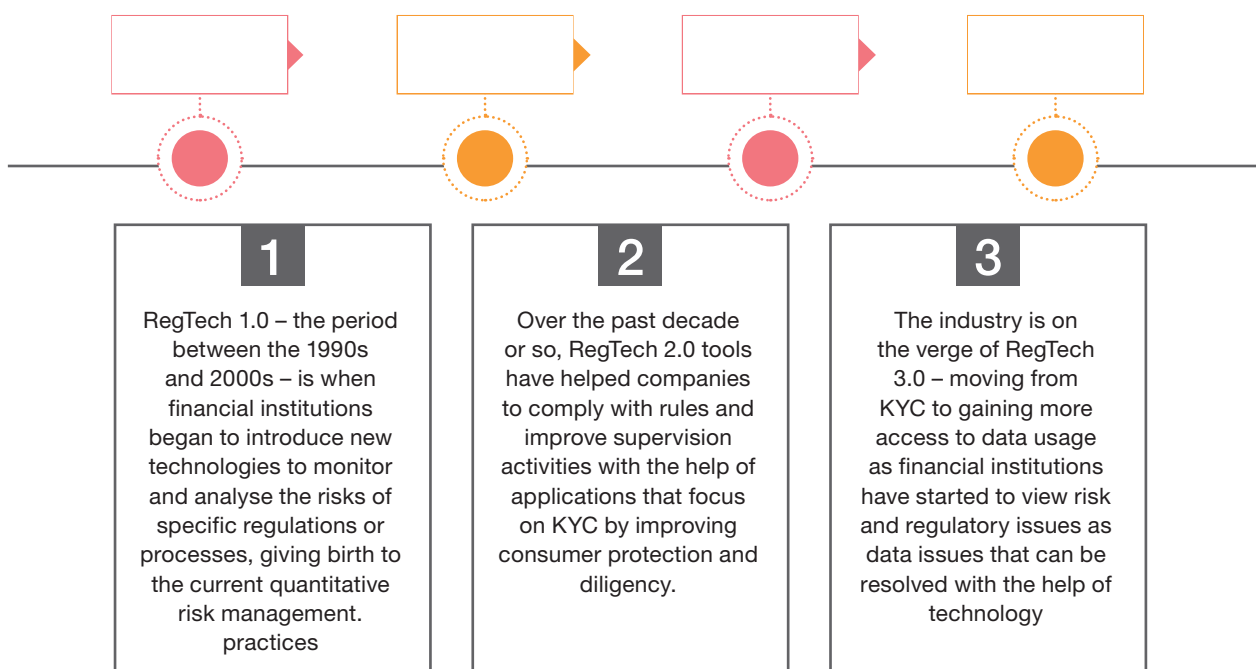 1
RegTech 1.0 – the period
between the 1990s
and 2000s – is when
financial institutions
began to introduce new
technologies to monitor
and analyse the risks of
specific regulations or
processes, giving birth to
the current quantitative
risk management.
practices
2
Over the past decade
or so, RegTech 2.0 tools
have helped companies
to comply with rules and
improve supervision
activities with the help of
applications that focus
on KYC by improving
consumer protection and
diligency.
3
The industry is on
the verge of RegTech
3.0 – moving from
KYC to gaining more
access to data usage
as financial institutions
have started to view risk
and regulatory issues as
data issues that can be
resolved with the help of
technology